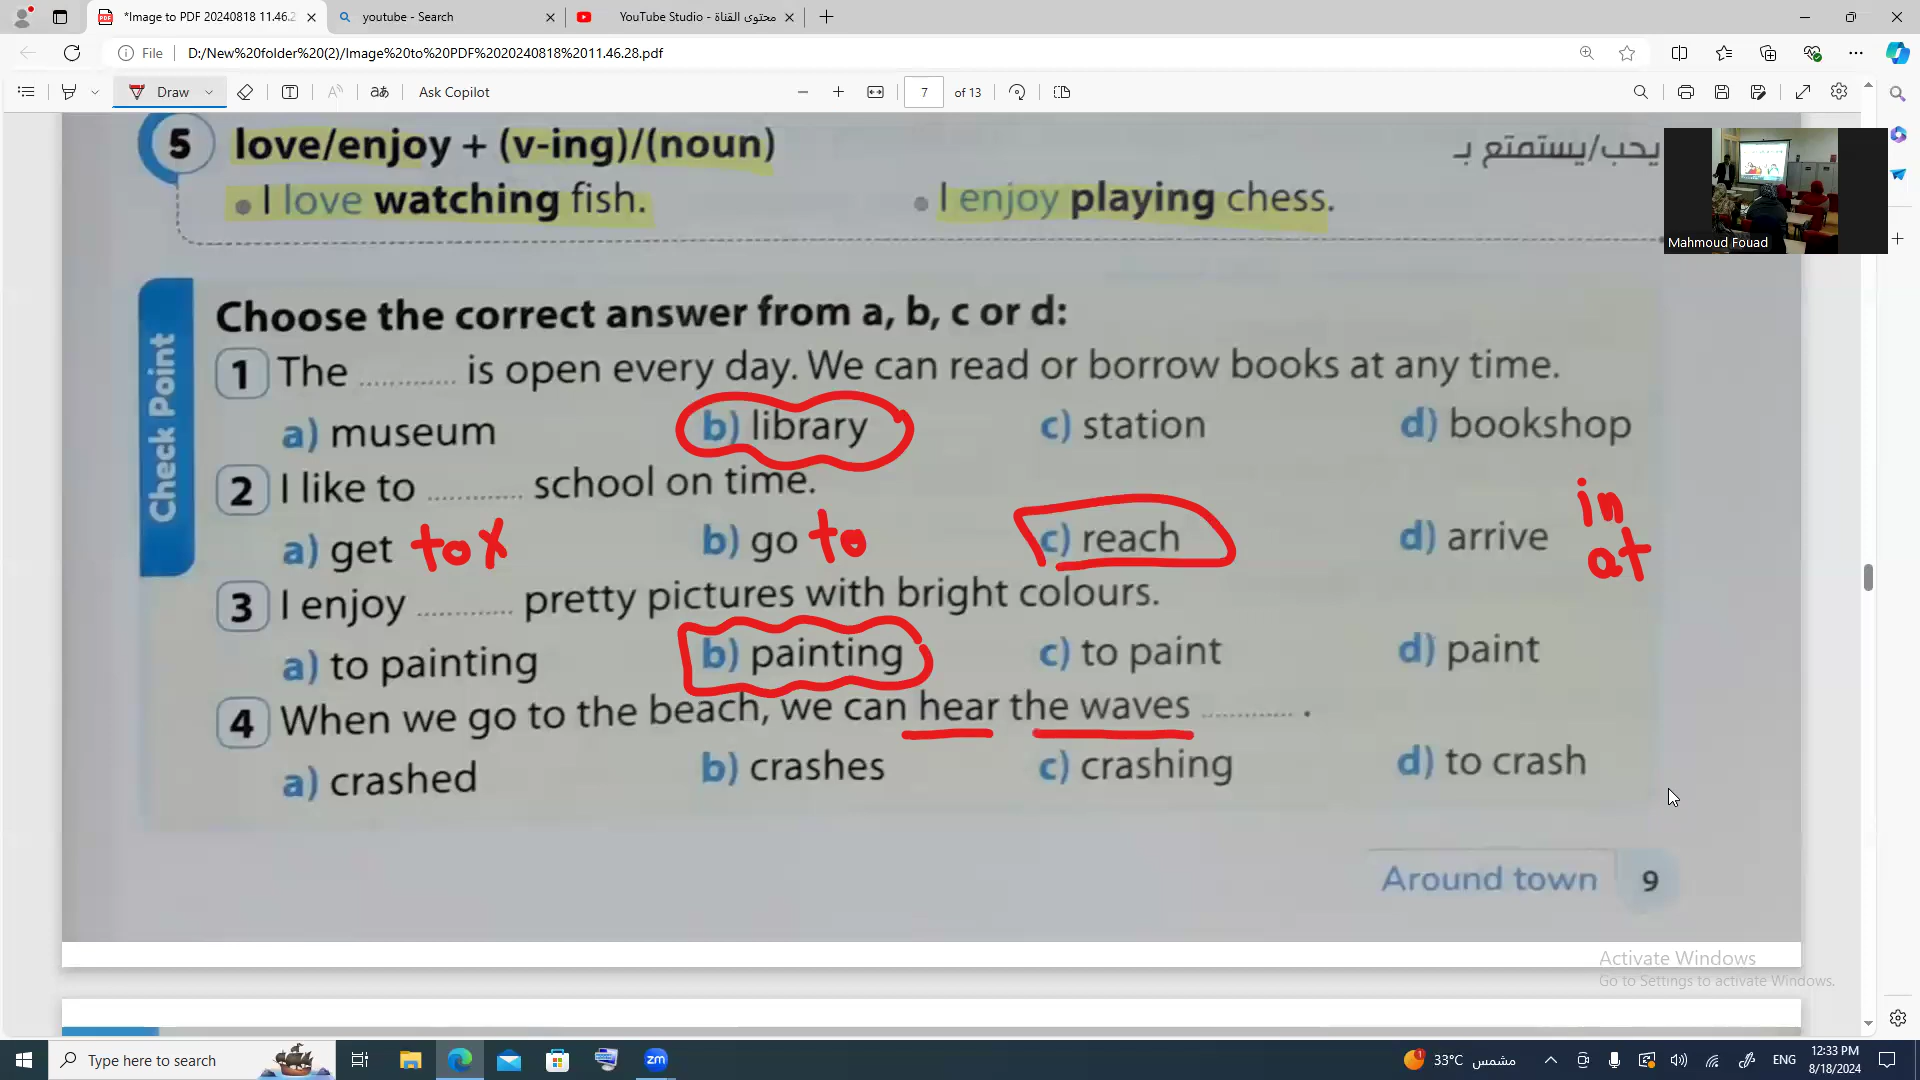 *Image to PDF 20240818 11.46.2
youtube - Search
YouTube Studio - محتوى القناة
File
D:/New%20folder%20(2)/Image%20to%20PDF%2020240818%2011.46.28.pdf
Draw
Ask Copilot
7 of 13
5 love/enjoy + (v-ing)/(noun)
يحب/يستمتع بـ
• I love watching fish.
• I enjoy playing chess.
Mahmoud Fouad
Check Point
Choose the correct answer from a, b, c or d:
1 The ............ is open every day. We can read or borrow books at any time.
a) museum b) library c) station d) bookshop
2 I like to ............ school on time.
a) get to x b) go to c) reach d) arrive in at
3 I enjoy ............ pretty pictures with bright colours.
a) to painting b) painting c) to paint d) paint
4 When we go to the beach, we can hear the waves ............ .
a) crashed b) crashes c) crashing d) to crash
Around town 9
Activate Windows
Go to Settings to activate Windows.
Type here to search
zm
1
33°C مشمس
ENG
12:33 PM
8/18/2024